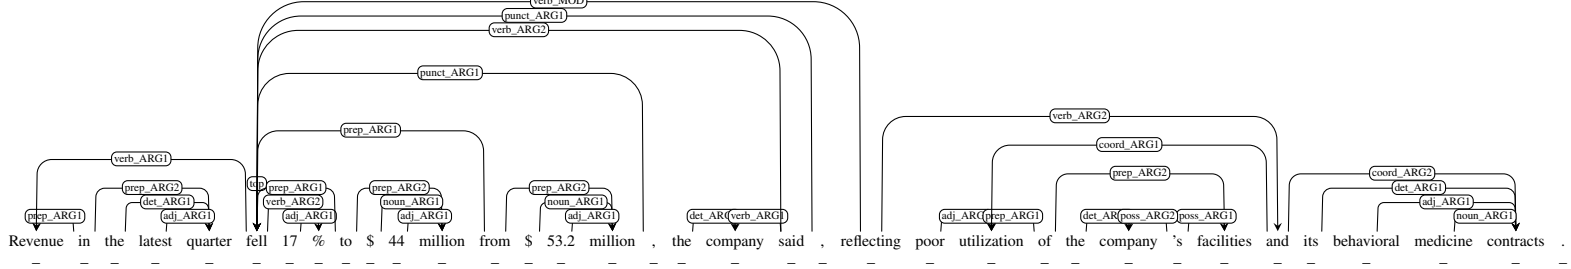 verb_MOD
punct_ARG1
verb_ARG2
punct_ARG1
verb_ARG2
prep_ARG1
coord_ARG1
verb_ARG1
prep_ARG2 coord_ARG2
top prep_ARG2 prep_ARG1 prep_ARG2 prep_ARG2 det_ARG1
det_ARG1 verb_ARG2 noun_ARG1 noun_ARG1 adj_ARG1
prep_ARG1 adj_ARG1 adj_ARG1 adj_ARG1 adj_ARG1 verb_ARG1 prep_ARG1 poss_ARG2 poss_ARG1 noun_ARG1
Revenue in the latest quarter fell 17 % to $ 44 million from $ 53.2 million , the company said , reflecting poor utilization of the company 's facilities and its behavioral medicine contracts .